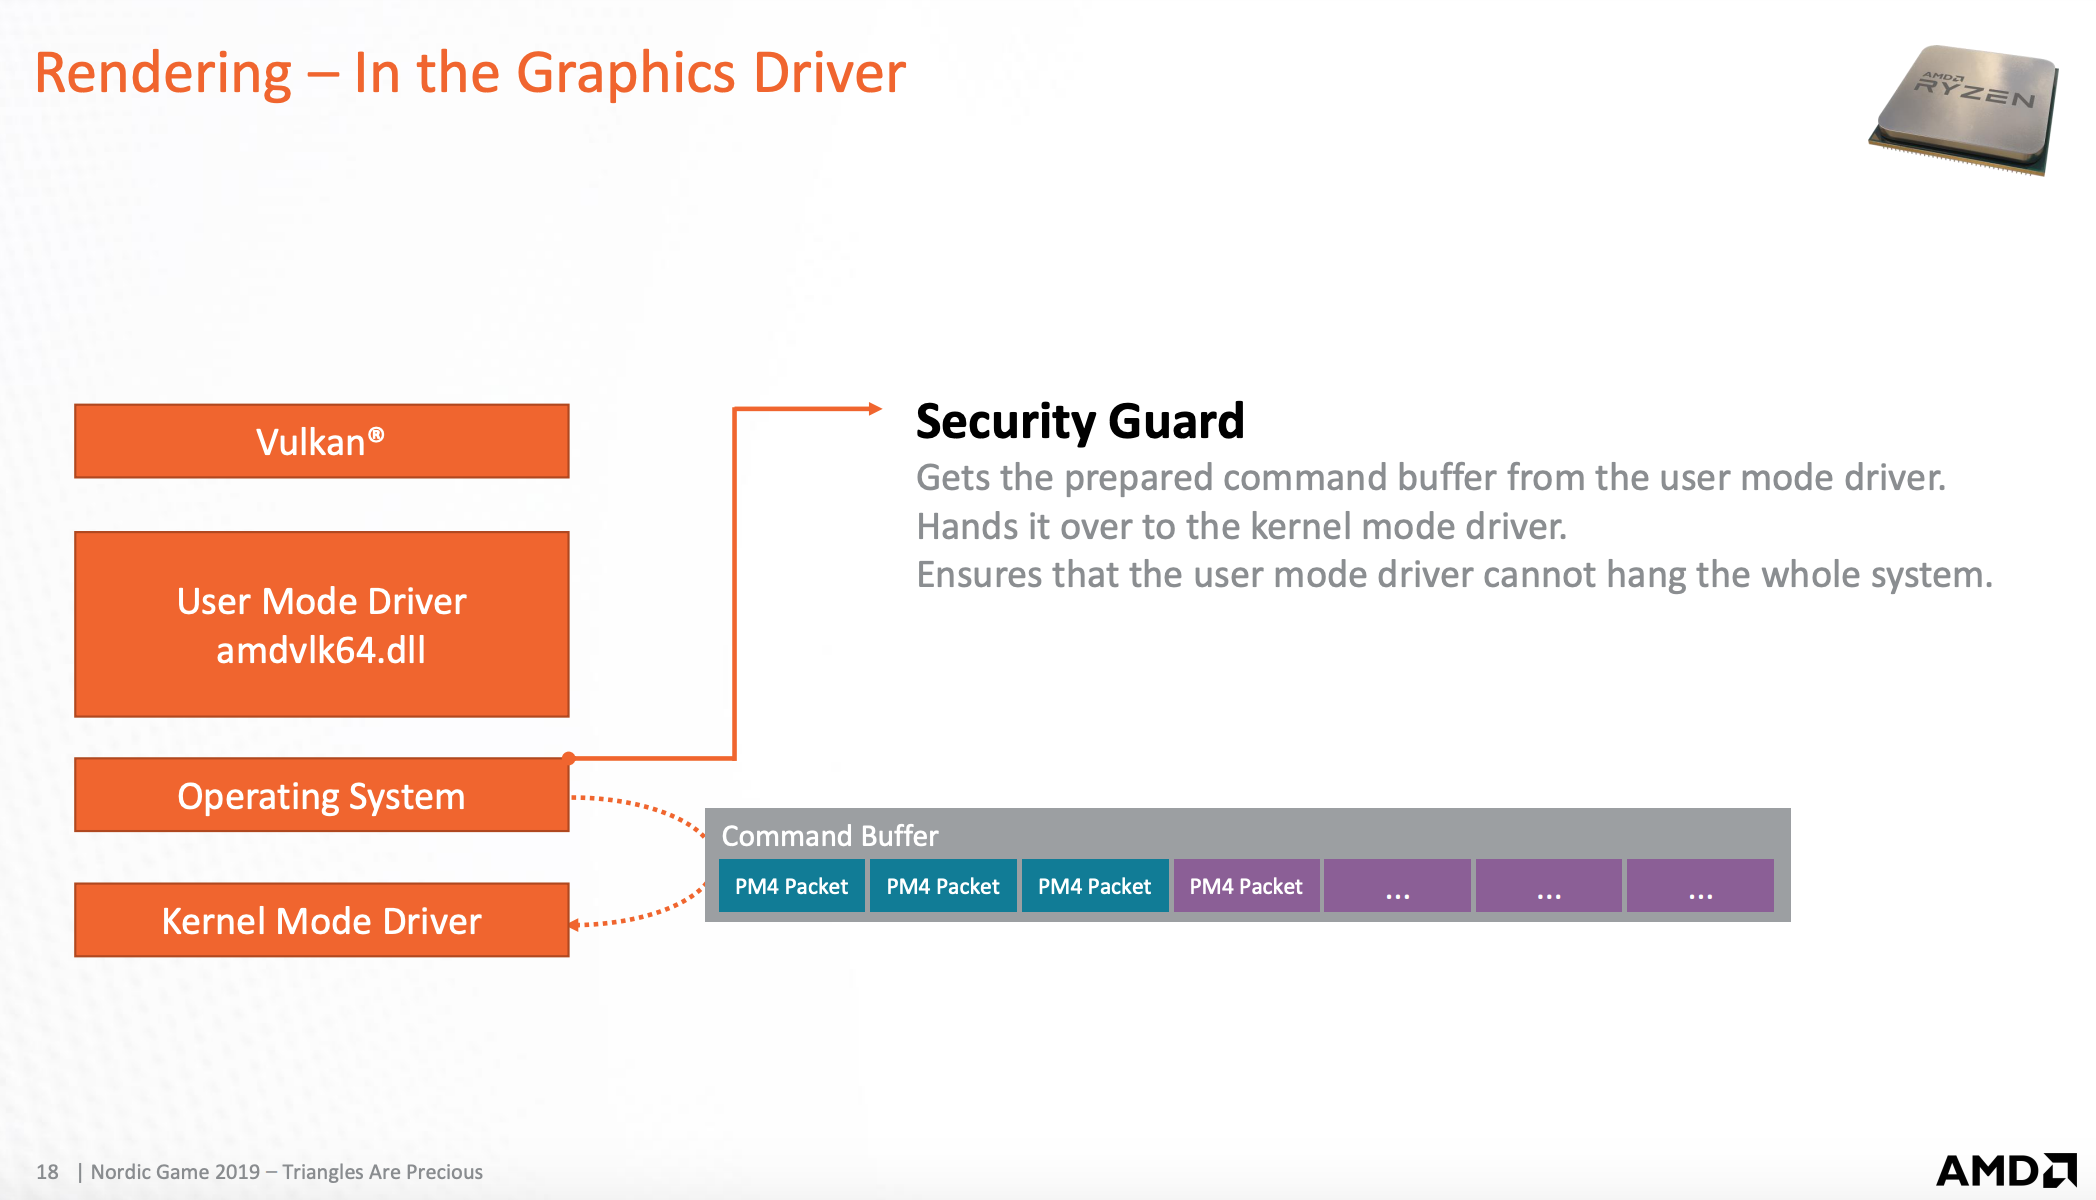 Rendering – In the Graphics Driver
AMD
RYZEN
Vulkan®
User Mode Driver
amdvlk64.dll
Operating System
Kernel Mode Driver
Security Guard
Gets the prepared command buffer from the user mode driver.
Hands it over to the kernel mode driver.
Ensures that the user mode driver cannot hang the whole system.
Command Buffer
PM4 Packet PM4 Packet PM4 Packet PM4 Packet ... ... ...
18 | Nordic Game 2019 – Triangles Are Precious
AMD